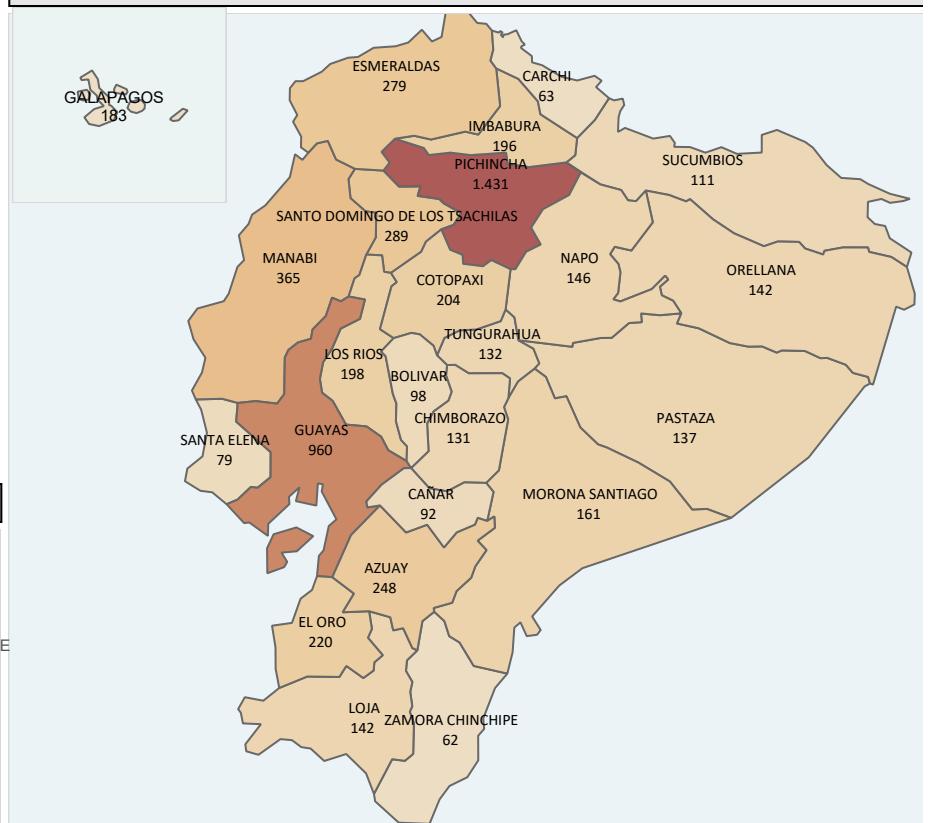 ESMERALDAS
279
CARCHI
63
GALAPAGOS
183
IMBABURA
196
PICHINCHA
1.431
SUCUMBIOS
111
SANTO DOMINGO DE LOS TSACHILAS
289
MANABI
365
NAPO
146
ORELLANA
142
COTOPAXI
204
TUNGURAHUA
132
LOS RIOS
198
BOLIVAR
98
CHIMBORAZO
131
PASTAZA
137
SANTA ELENA
79
GUAYAS
960
CAÑAR
92
MORONA SANTIAGO
161
AZUAY
248
EL ORO
220
E
LOJA
142
ZAMORA CHINCHIPE
62